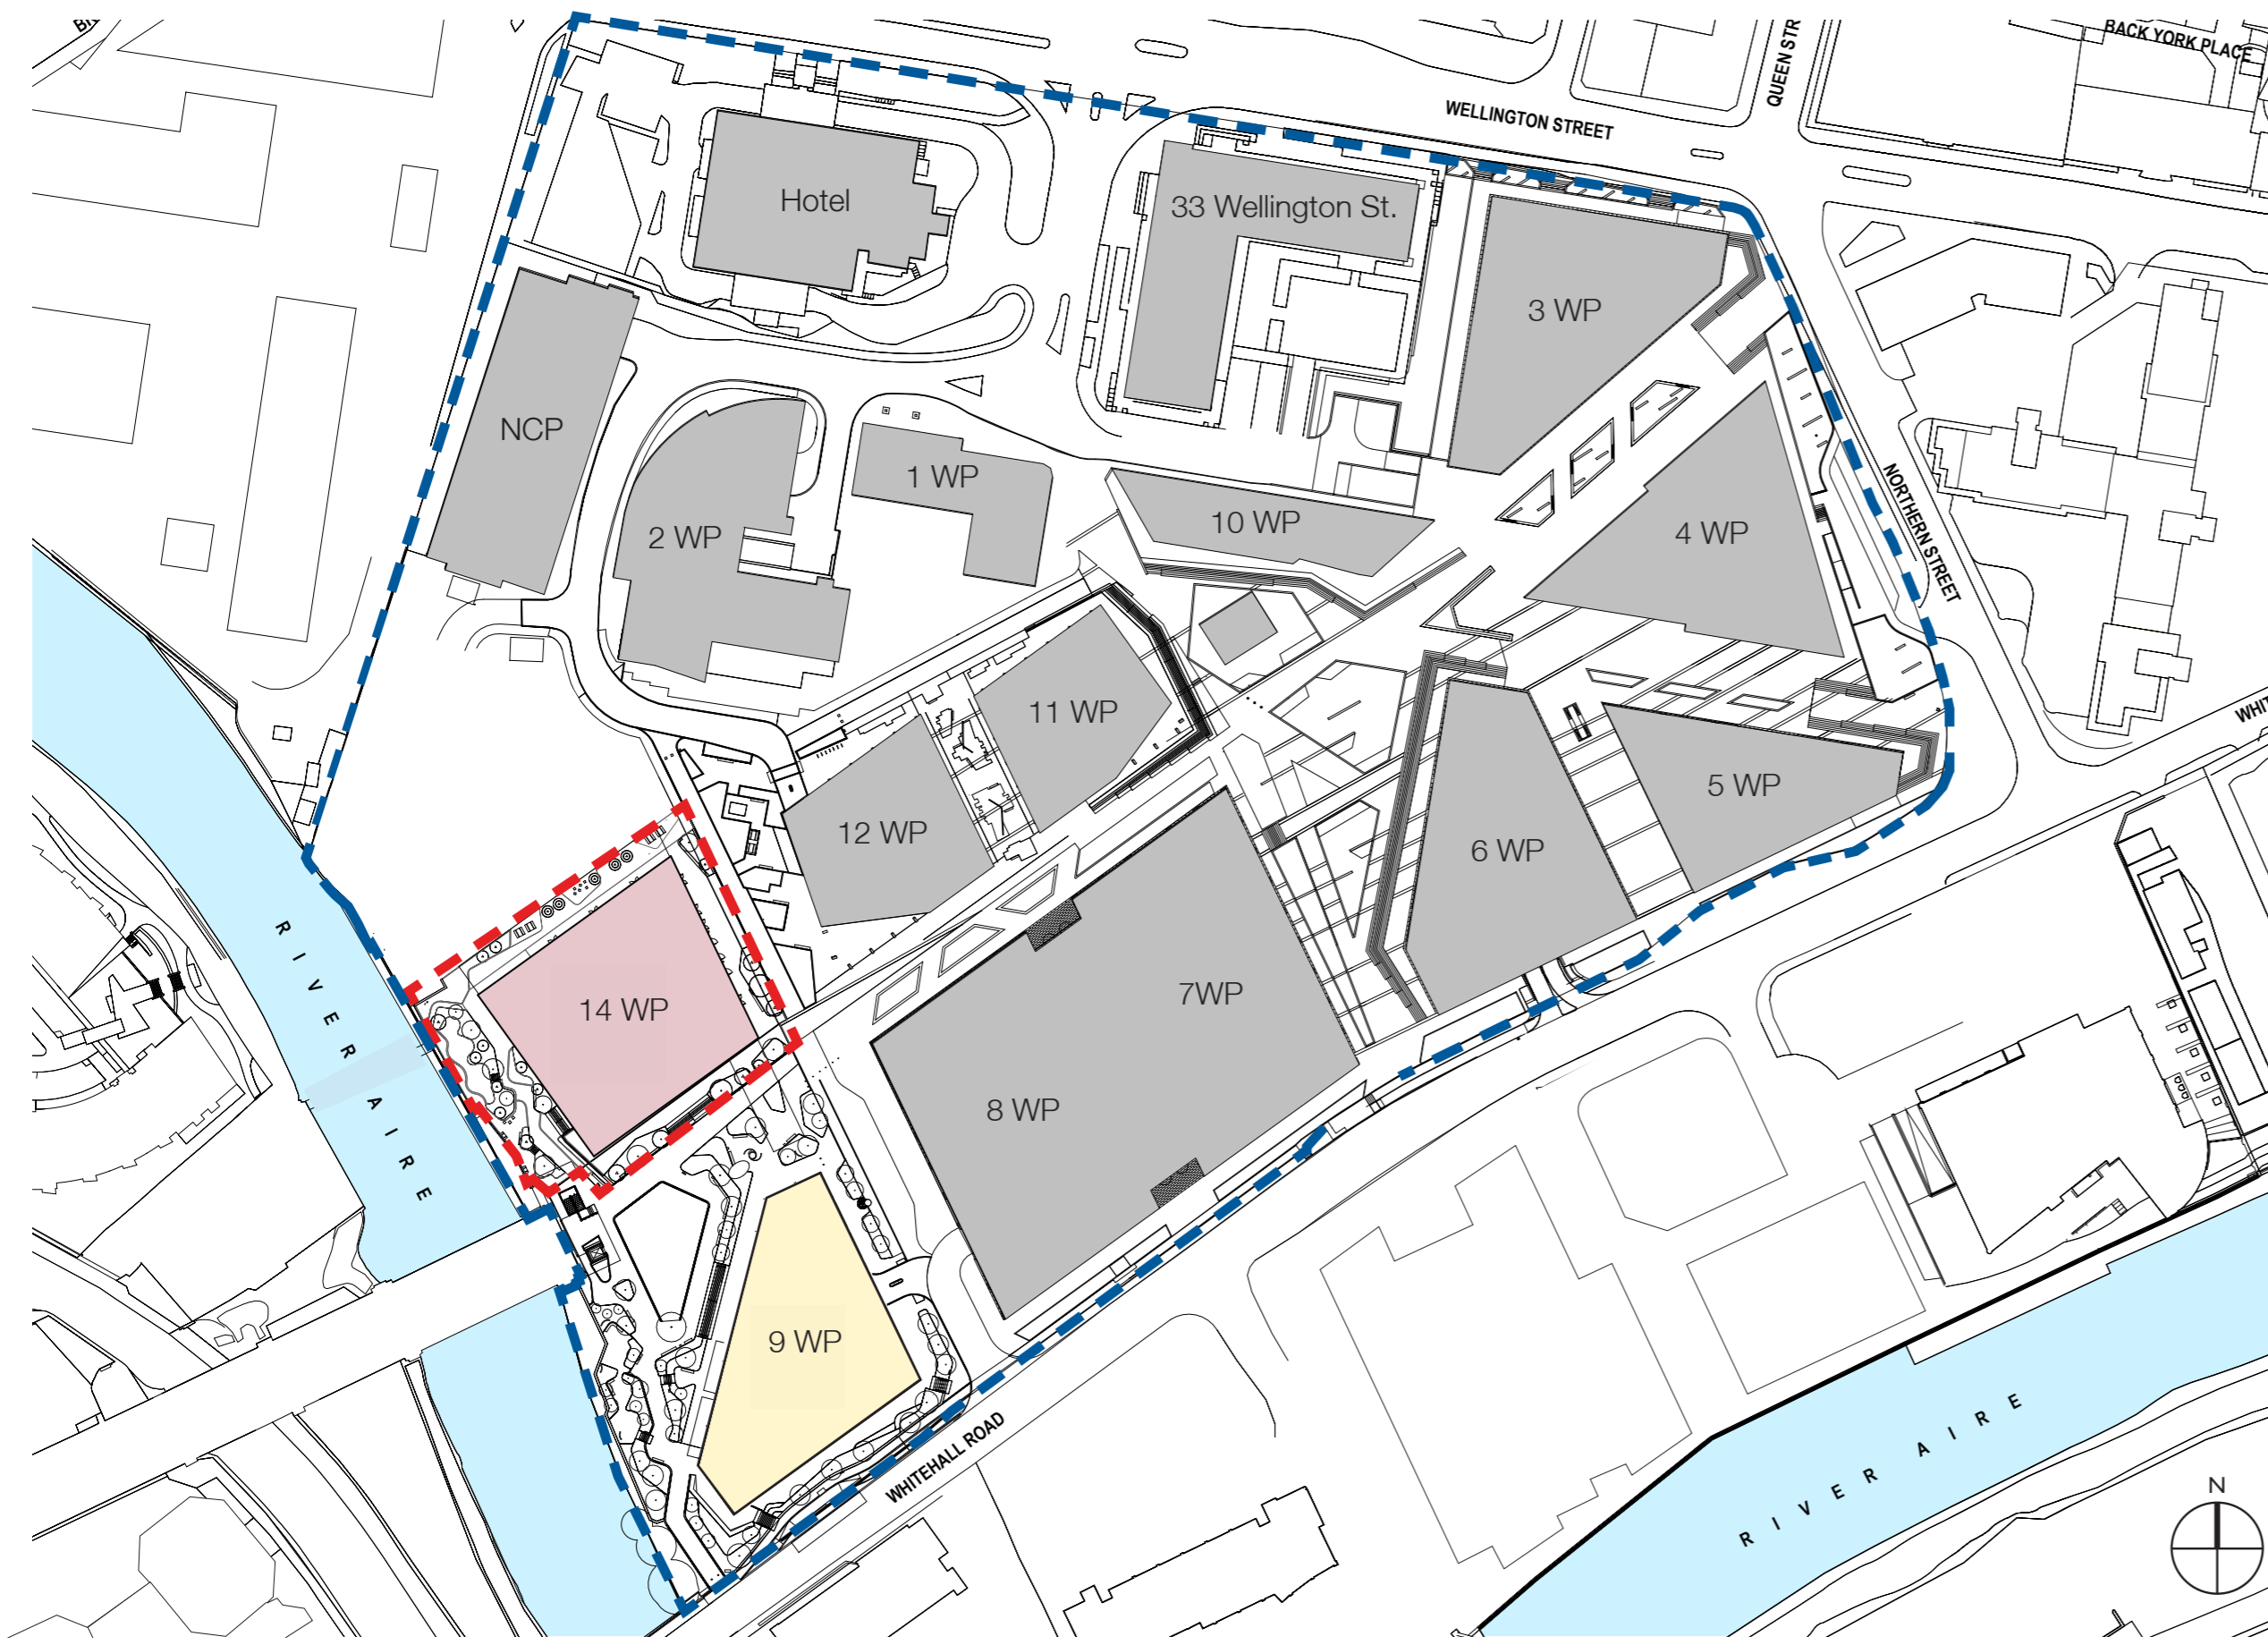 BACK YORK PLACE
QUEEN STR
WELLINGTON STREET
Hotel
33 Wellington St.
3 WP
NCP
1 WP
2 WP
10 WP
4 WP
NORTHERN STREET
11 WP
WHIT
5 WP
12 WP
6 WP
14 WP
7WP
8 WP
RIVER AIRE
9 WP
WHITEHALL ROAD
RIVER AIRE
N